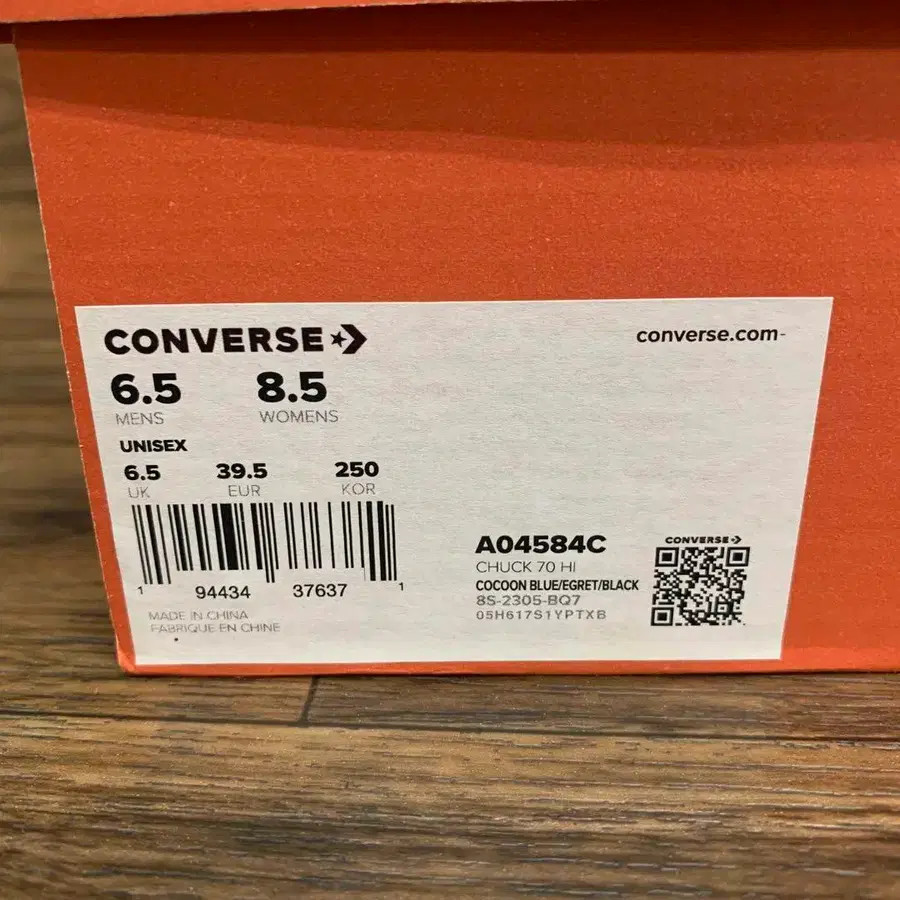 CONVERSE
converse.com-
6.5 8.5
MENS WOMENS
UNISEX
6.5 39.5 250
UK EUR KOR
1 94434 37637 1
MADE IN CHINA
FABRIQUE EN CHINE
A04584C
CHUCK 70 HI
COCOON BLUE/EGRET/BLACK
8S-2305-BQ7
05H617S1YPTXB
CONVERSE